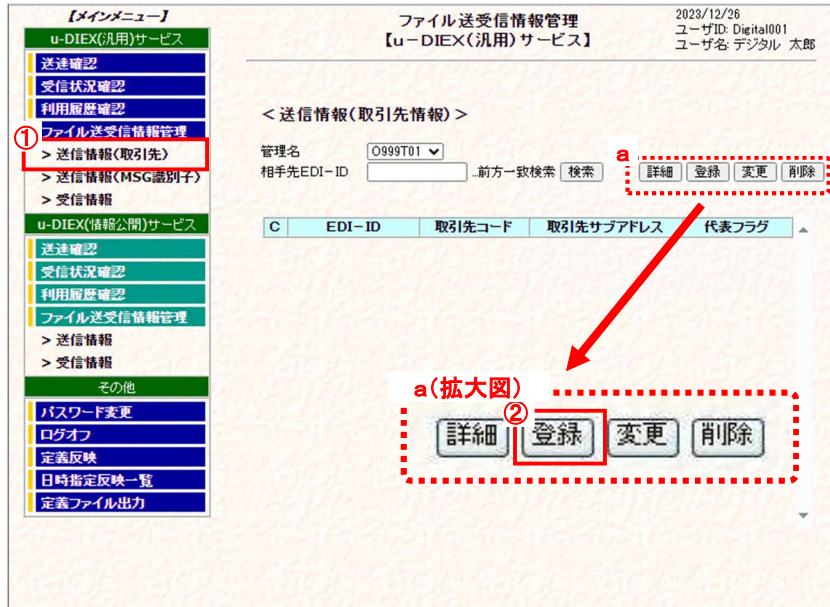 【メインメニュー】
u-DIEX(汎用)サービス
送達確認
受信状況確認
利用履歴確認
ファイル送受信情報管理
①
> 送信情報(取引先)
> 送信情報(MSG識別子)
> 受信情報
u-DIEX(情報公開)サービス
送達確認
受信状況確認
利用履歴確認
ファイル送受信情報管理
> 送信情報
> 受信情報
その他
パスワード変更
ログオフ
定義反映
日時指定反映一覧
定義ファイル出力
ファイル送受信情報管理
【u-DIEX(汎用)サービス】
2023/12/26
ユーザID: Digital001
ユーザ名: デジタル 太郎
<送信情報(取引先情報)>
管理名 O999T01
相手先EDI-ID ...前方一致検索 検索
a
詳細 登録 変更 削除
C EDI-ID 取引先コード 取引先サブアドレス 代表フラグ
a(拡大図)
②
詳細 登録 変更 削除